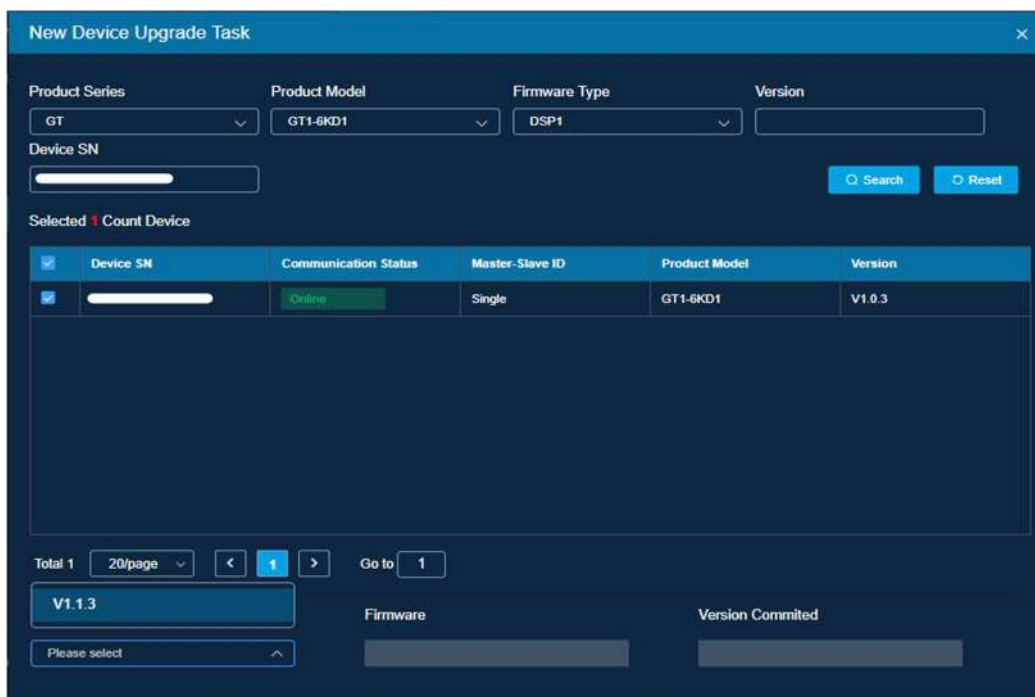 New Device Upgrade Task ×
Product Series Product Model Firmware Type Version
GT GT1-6KD1 DSP1
Device SN
Search Reset
Selected 1 Count Device
Device SN Communication Status Master-Slave ID Product Model Version
Online Single GT1-6KD1 V1.0.3
Total 1 20/page < 1 > Go to 1
V1.1.3
Firmware Version Commited
Please select